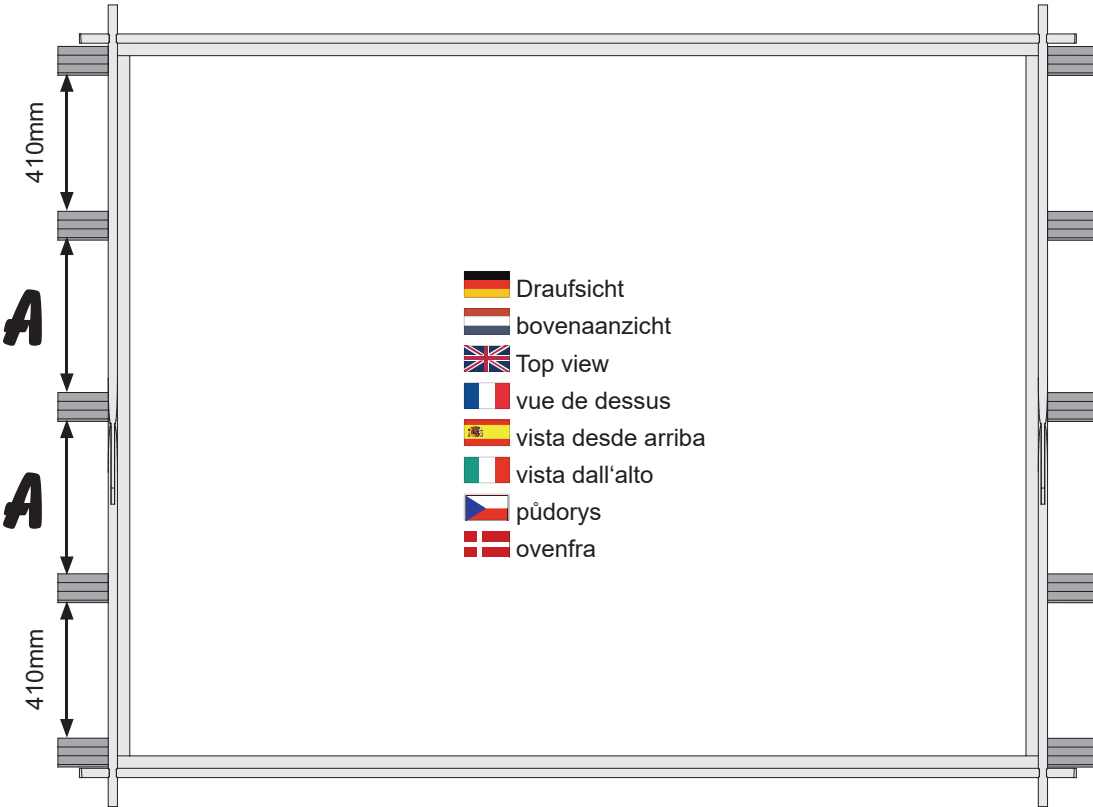 410mm
A
A
410mm
Draufsicht
bovenaanzicht
Top view
vue de dessus
vista desde arriba
vista dall‘alto
půdorys
ovenfra